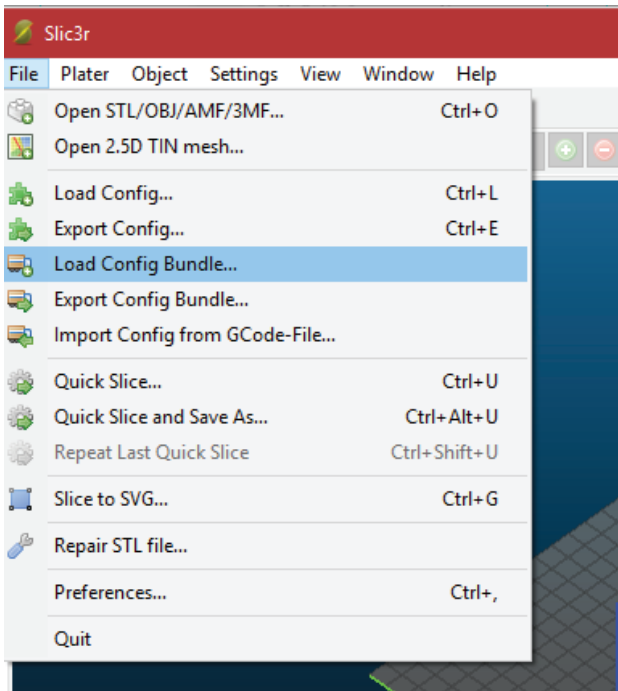 Slic3r
File Plater Object Settings View Window Help
Open STL/OBJ/AMF/3MF... Ctrl+O
Open 2.5D TIN mesh...
Load Config... Ctrl+L
Export Config... Ctrl+E
Load Config Bundle...
Export Config Bundle...
Import Config from GCode-File...
Quick Slice... Ctrl+U
Quick Slice and Save As... Ctrl+Alt+U
Repeat Last Quick Slice Ctrl+Shift+U
Slice to SVG... Ctrl+G
Repair STL file...
Preferences... Ctrl+,
Quit